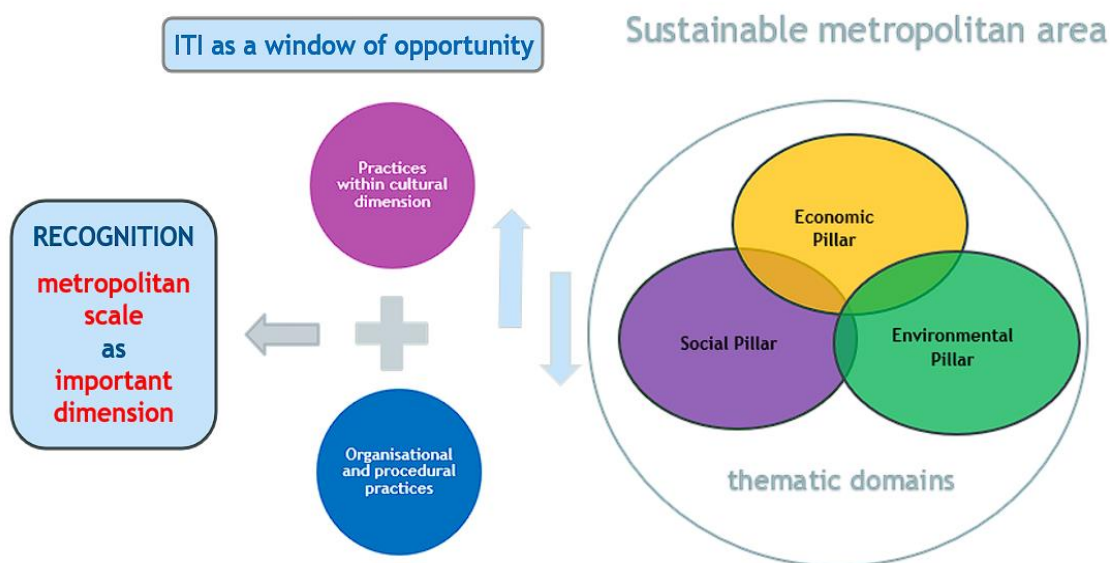 ITI as a window of opportunity
Sustainable metropolitan area
Practices
within cultural
dimension
RECOGNITION
metropolitan
scale
as
important
dimension
Organisational
and procedural
practices
Economic
Pillar
Social Pillar
Environmental
Pillar
thematic domains